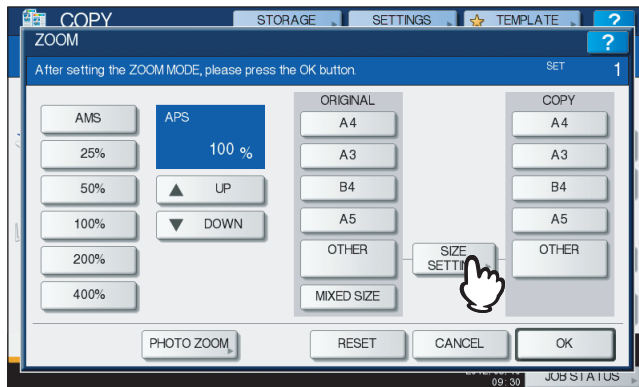 COPY
STORAGE
SETTINGS
TEMPLATE
?
ZOOM
?
After setting the ZOOM MODE, please press the OK button.
SET 1
AMS
25%
50%
100%
200%
400%
APS
100 %
UP
DOWN
ORIGINAL
A4
A3
B4
A5
OTHER
MIXED SIZE
SIZE
COPY
A4
A3
B4
A5
OTHER
PHOTO ZOOM
RESET
CANCEL
OK
09:30
JOB STATUS